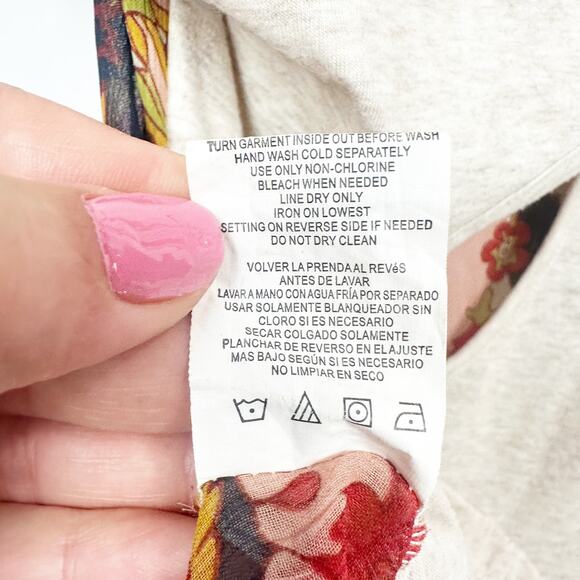 TURN GARMENT INSIDE OUT BEFORE WASH
HAND WASH COLD SEPARATELY
USE ONLY NON-CHLORINE
BLEACH WHEN NEEDED
LINE DRY ONLY
IRON ON LOWEST
SETTING ON REVERSE SIDE IF NEEDED
DO NOT DRY CLEAN
VOLVER LA PRENDA AL REVéS
ANTES DE LAVAR
LAVAR A MANO CON AGUA FRÍA POR SEPARADO
USAR SOLAMENTE BLANQUEADOR SIN
CLORO SI ES NECESARIO
SECAR COLGADO SOLAMENTE
PLANCHAR DE REVERSO EN EL AJUSTE
MAS BAJO SEGÚN SI ES NECESARIO
NO LIMPIAR EN SECO